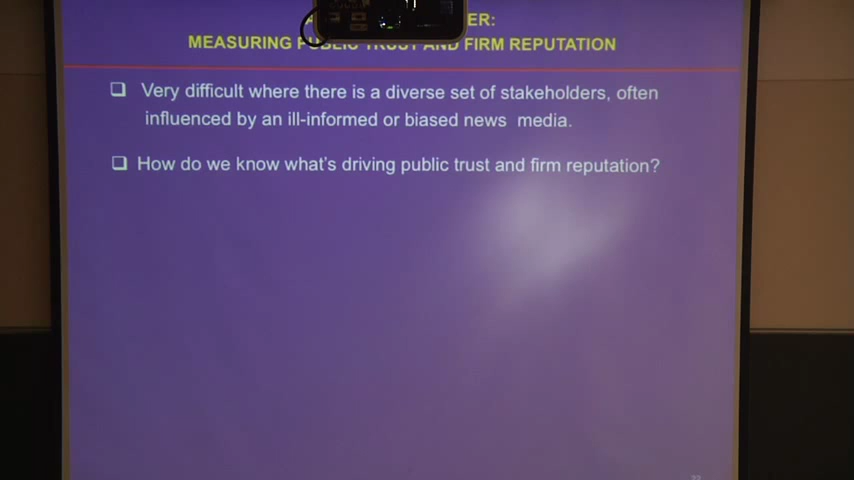 ER:
MEASURING PUBLIC TRUST AND FIRM REPUTATION
❑ Very difficult where there is a diverse set of stakeholders, often
influenced by an ill-informed or biased news media.
❑ How do we know what's driving public trust and firm reputation?